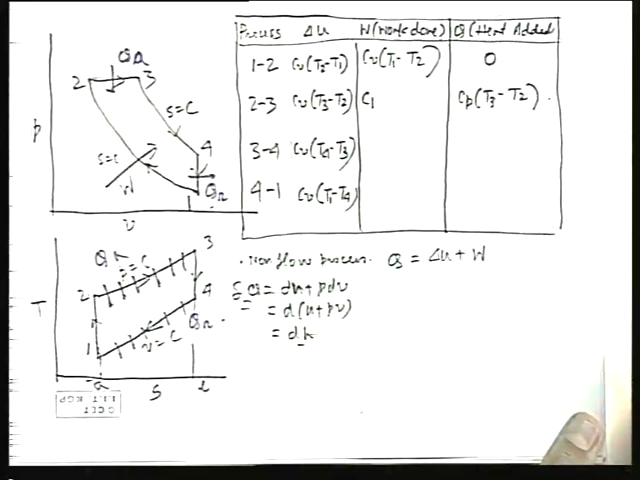 Process ΔU W(Work done) Q (Heat Added
1-2 Cv(T2-T1) Cv(T1-T2) 0
2-3 Cv(T3-T2) C1 Cp(T3-T2).
3-4 Cv(T4-T3)
4-1 Cv(T1-T4)
QA
2 3
s=C
p
4
s=C
W
QR
v
QA
3
p=C
2
4
T
QR.
v=C
1
a s
. Non flow process. Q = Δu + W
δQ = du + pdv
= d(u+pv)
= dh
I.I.T. KGP